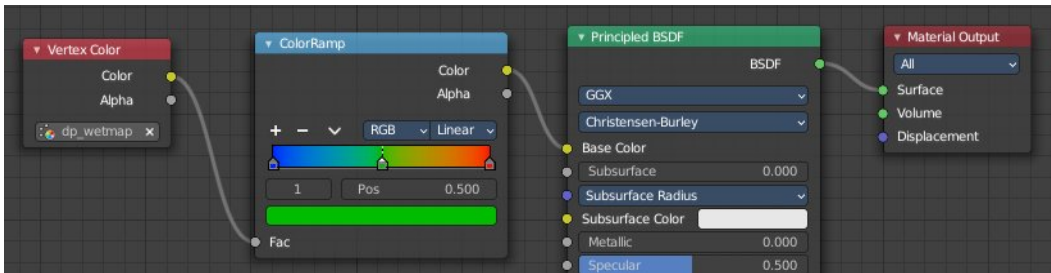 Vertex Color
Color
Alpha
dp_wetmap
ColorRamp
Color
Alpha
RGB
Linear
1
Pos 0.500
Fac
Principled BSDF
BSDF
GGX
Christensen-Burley
Base Color
Subsurface 0.000
Subsurface Radius
Subsurface Color
Metallic 0.000
Specular 0.500
Material Output
All
Surface
Volume
Displacement